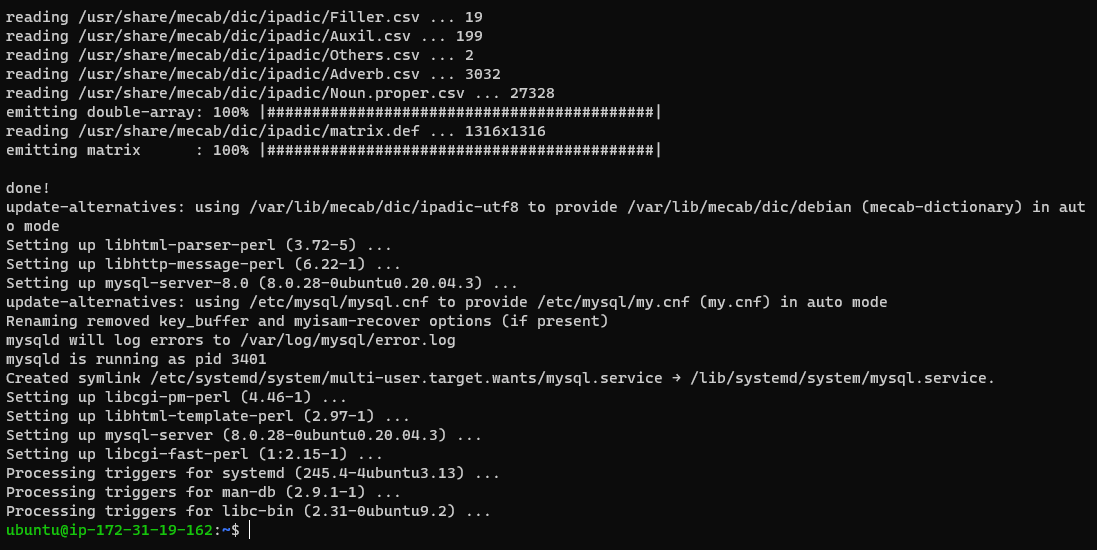 reading /usr/share/mecab/dic/ipadic/Filler.csv ... 19
reading /usr/share/mecab/dic/ipadic/Auxil.csv ... 199
reading /usr/share/mecab/dic/ipadic/Others.csv ... 2
reading /usr/share/mecab/dic/ipadic/Adverb.csv ... 3032
reading /usr/share/mecab/dic/ipadic/Noun.proper.csv ... 27328
emitting double-array: 100% |###########################################|
reading /usr/share/mecab/dic/ipadic/matrix.def ... 1316x1316
emitting matrix      : 100% |###########################################|

done!
update-alternatives: using /var/lib/mecab/dic/ipadic-utf8 to provide /var/lib/mecab/dic/debian (mecab-dictionary) in aut
o mode
Setting up libhtml-parser-perl (3.72-5) ...
Setting up libhttp-message-perl (6.22-1) ...
Setting up mysql-server-8.0 (8.0.28-0ubuntu0.20.04.3) ...
update-alternatives: using /etc/mysql/mysql.cnf to provide /etc/mysql/my.cnf (my.cnf) in auto mode
Renaming removed key_buffer and myisam-recover options (if present)
mysqld will log errors to /var/log/mysql/error.log
mysqld is running as pid 3401
Created symlink /etc/systemd/system/multi-user.target.wants/mysql.service → /lib/systemd/system/mysql.service.
Setting up libcgi-pm-perl (4.46-1) ...
Setting up libhtml-template-perl (2.97-1) ...
Setting up mysql-server (8.0.28-0ubuntu0.20.04.3) ...
Setting up libcgi-fast-perl (1:2.15-1) ...
Processing triggers for systemd (245.4-4ubuntu3.13) ...
Processing triggers for man-db (2.9.1-1) ...
Processing triggers for libc-bin (2.31-0ubuntu9.2) ...
ubuntu@ip-172-31-19-162:~$